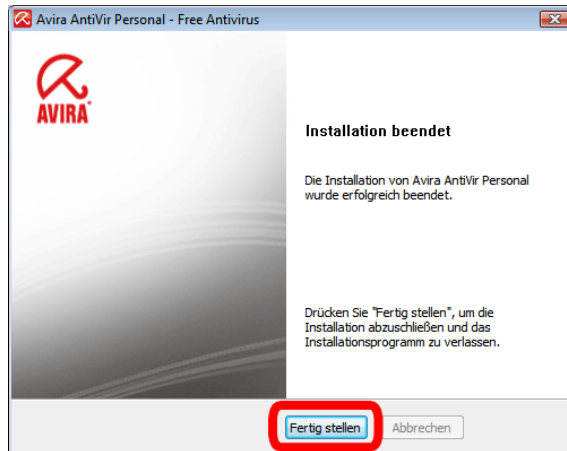 Avira AntiVir Personal - Free Antivirus
AVIRA
Installation beendet
Die Installation von Avira AntiVir Personal
wurde erfolgreich beendet.
Drücken Sie "Fertig stellen", um die
Installation abzuschließen und das
Installationsprogramm zu verlassen.
Fertig stellen
Abbrechen